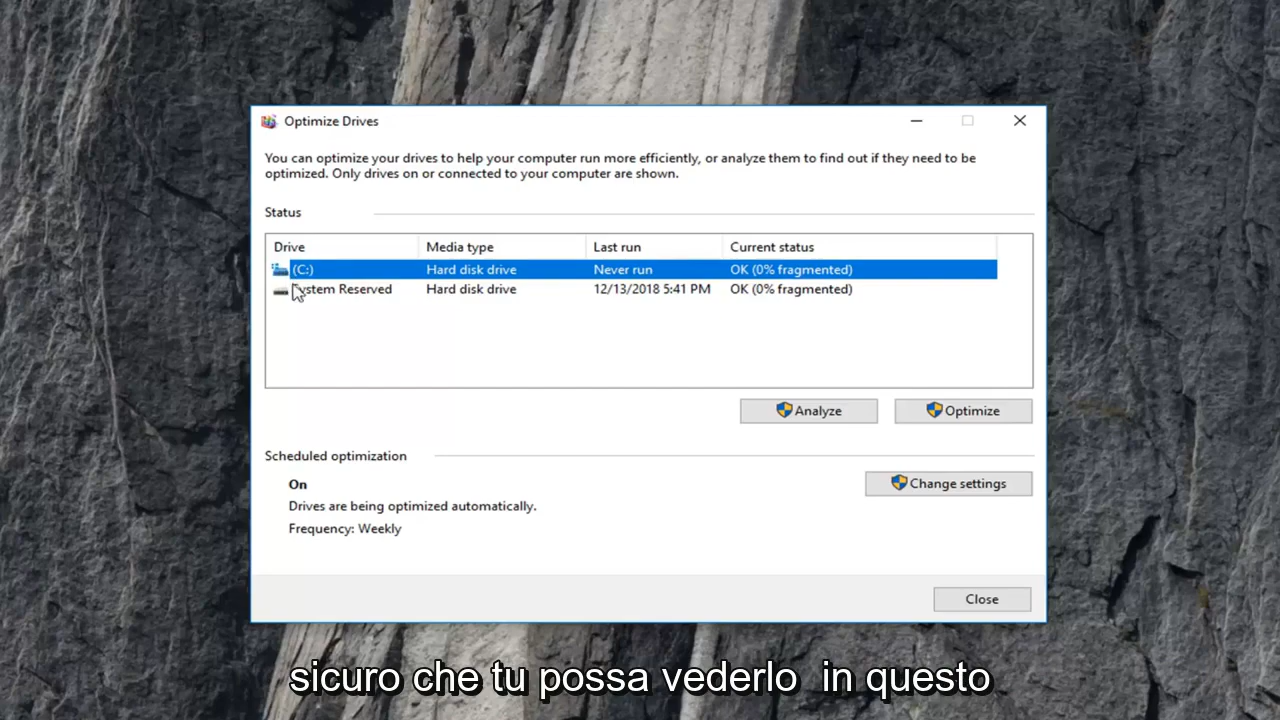 Optimize Drives
You can optimize your drives to help your computer run more efficiently, or analyze them to find out if they need to be
optimized. Only drives on or connected to your computer are shown.
Status
Drive Media type Last run Current status
(C:) Hard disk drive Never run OK (0% fragmented)
System Reserved Hard disk drive 12/13/2018 5:41 PM OK (0% fragmented)
Analyze Optimize
Scheduled optimization
On
Change settings
Drives are being optimized automatically.
Frequency: Weekly
Close
sicuro che tu possa vederlo in questo